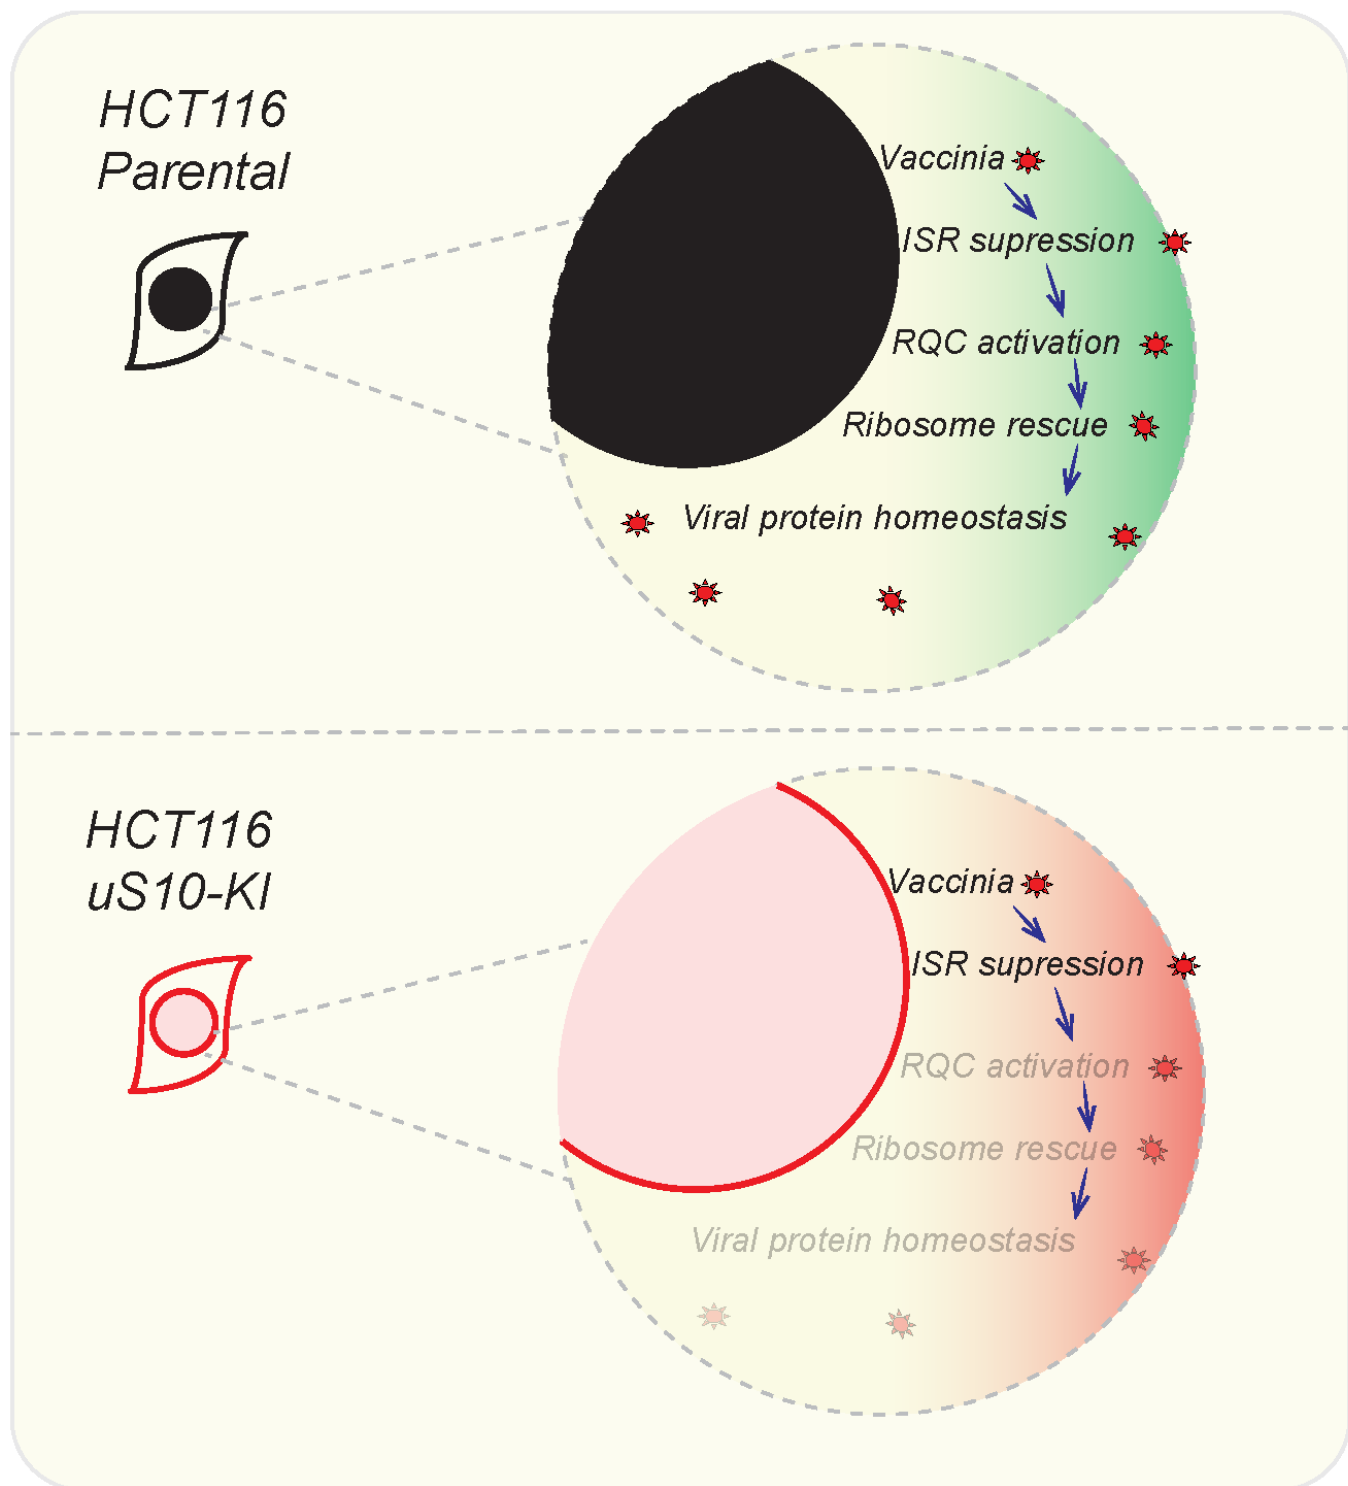 HCT116
Parental
Vaccinia
ISR supression
RQC activation
Ribosome rescue
Viral protein homeostasis
HCT116
uS10-KI
Vaccinia
ISR supression
RQC activation
Ribosome rescue
Viral protein homeostasis